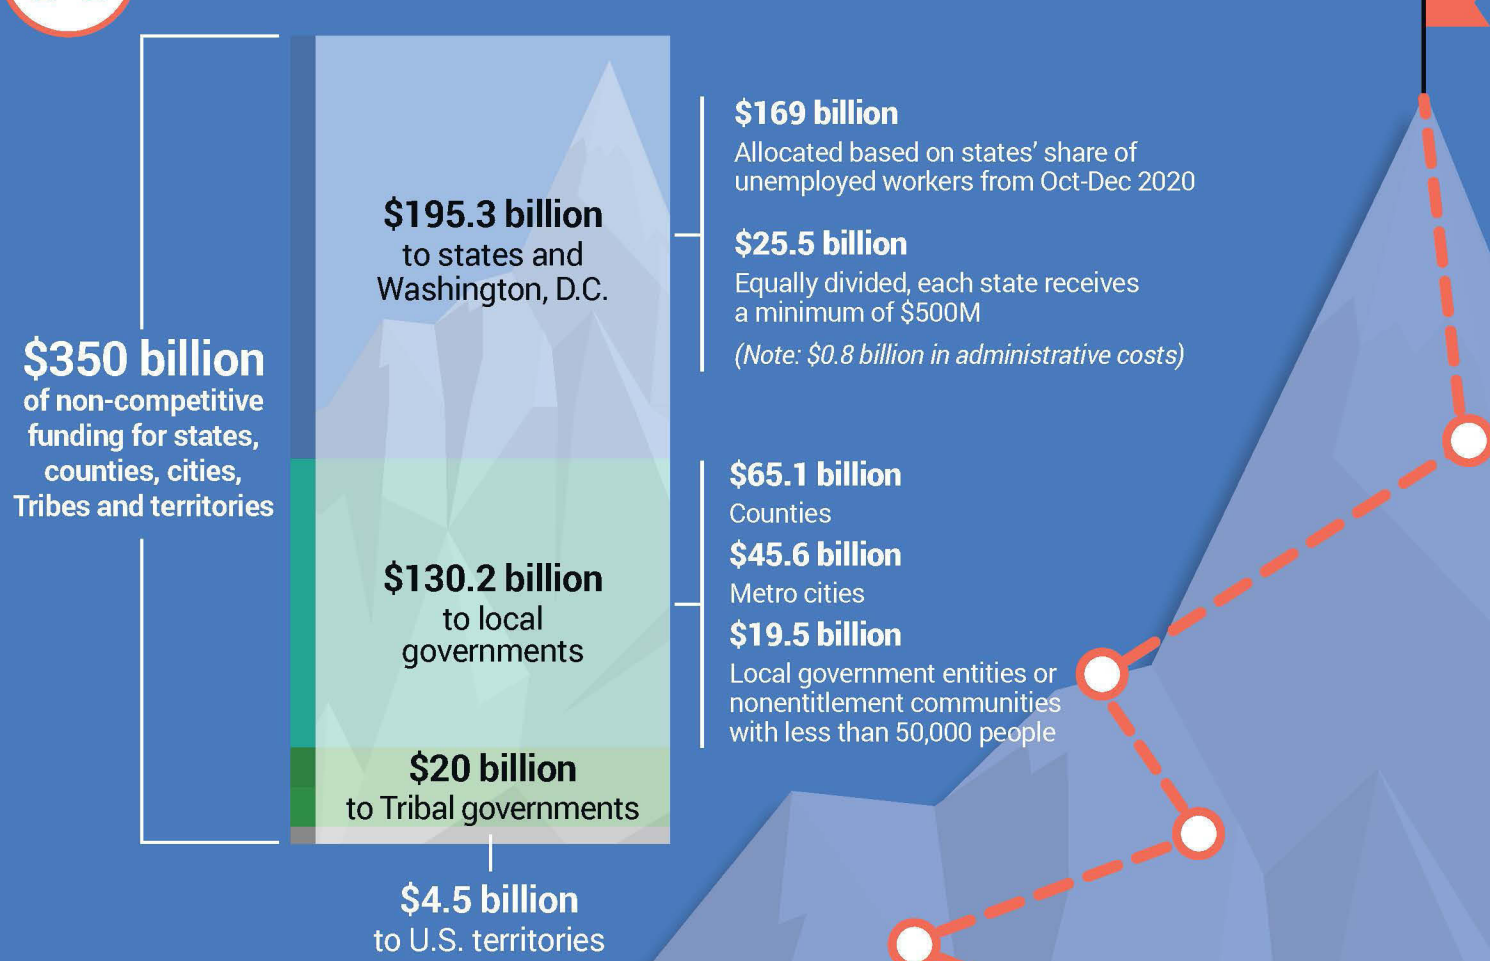 $350 billion
of non-competitive
funding for states,
counties, cities,
Tribes and territories
$195.3 billion
to states and
Washington, D.C.
$169 billion
Allocated based on states’ share of
unemployed workers from Oct-Dec 2020
$25.5 billion
Equally divided, each state receives
a minimum of $500M
(Note: $0.8 billion in administrative costs)
$130.2 billion
to local
governments
$65.1 billion
Counties
$45.6 billion
Metro cities
$19.5 billion
Local government entities or
nonentitlement communities
with less than 50,000 people
$20 billion
to Tribal governments
$4.5 billion
to U.S. territories